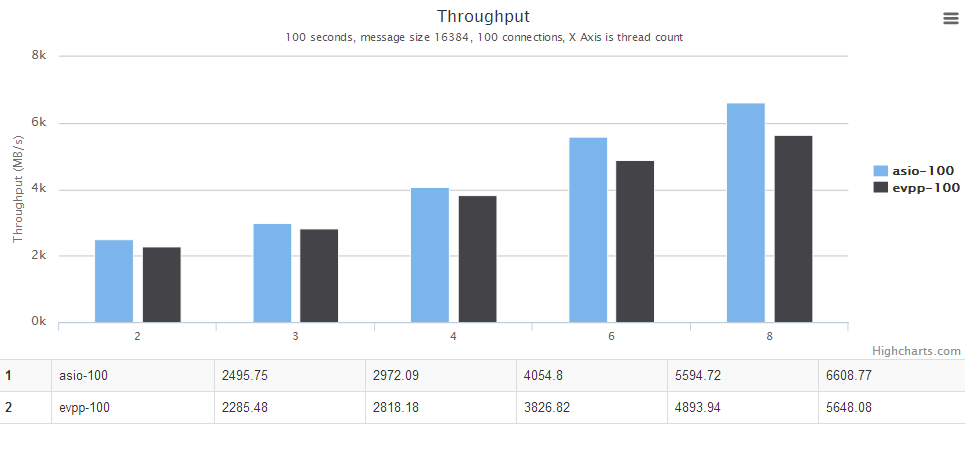 Throughput
100 seconds, message size 16384, 100 connections, X Axis is thread count
Throughput (MB/s)
8k
6k
4k
2k
0k
2 3 4 6 8
asio-100
evpp-100
Highcharts.com
1 asio-100 2495.75 2972.09 4054.8 5594.72 6608.77
2 evpp-100 2285.48 2818.18 3826.82 4893.94 5648.08